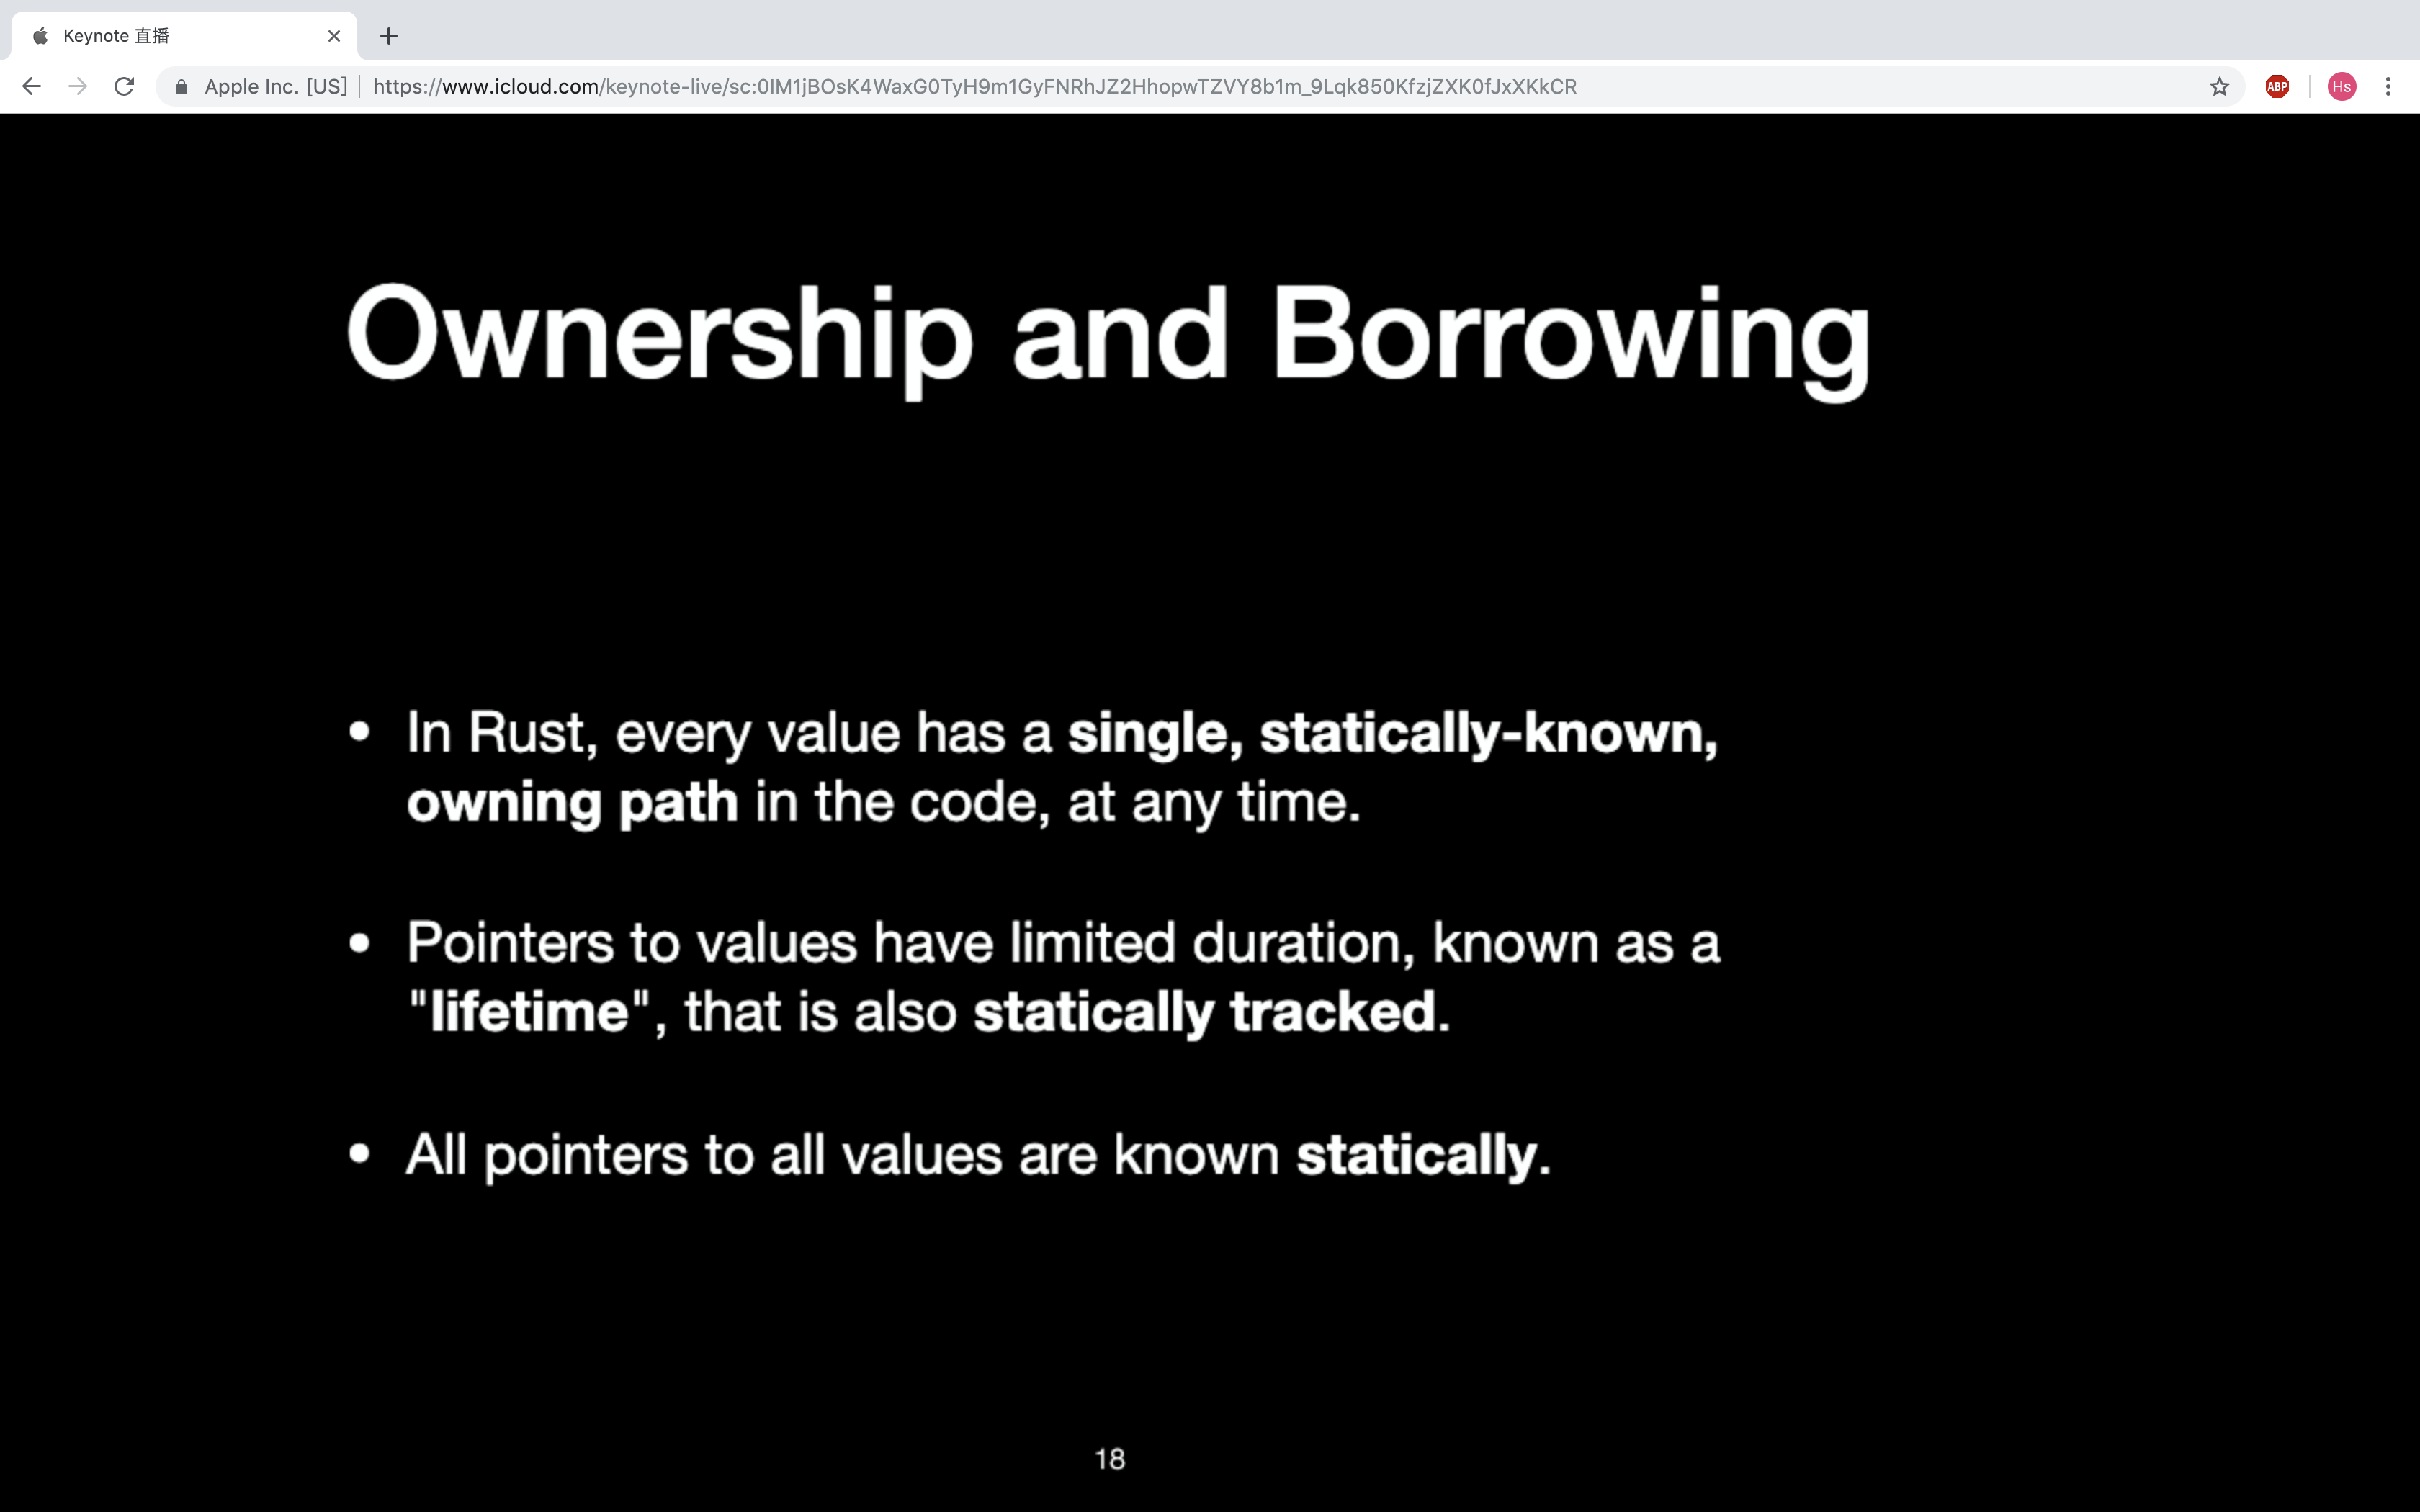 Keynote 直播
Apple Inc. [US] | https://www.icloud.com/keynote-live/sc:0IM1jBOsK4WaxG0TyH9m1GyFNRhJZ2HhopwTZVY8b1m_9Lqk850KfzjZXK0fJxXKkCR
ABP
Hs
Ownership and Borrowing
• In Rust, every value has a single, statically-known,
owning path in the code, at any time.
• Pointers to values have limited duration, known as a
"lifetime", that is also statically tracked.
• All pointers to all values are known statically.
18